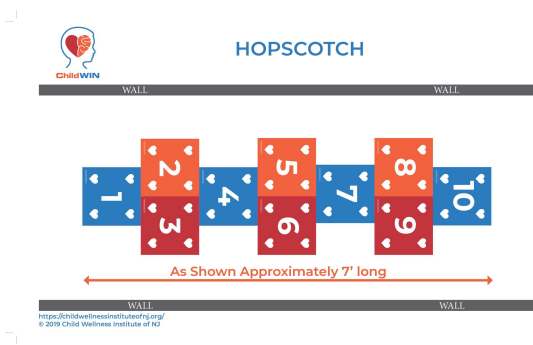 HOPSCOTCH
ChildWIN
WALL WALL
2 5 8
1 4 7 10
3 6 9
As Shown Approximately 7' long
WALL WALL
https://childwellnessinstituteofnj.org/
© 2019 Child Wellness Institute of NJ